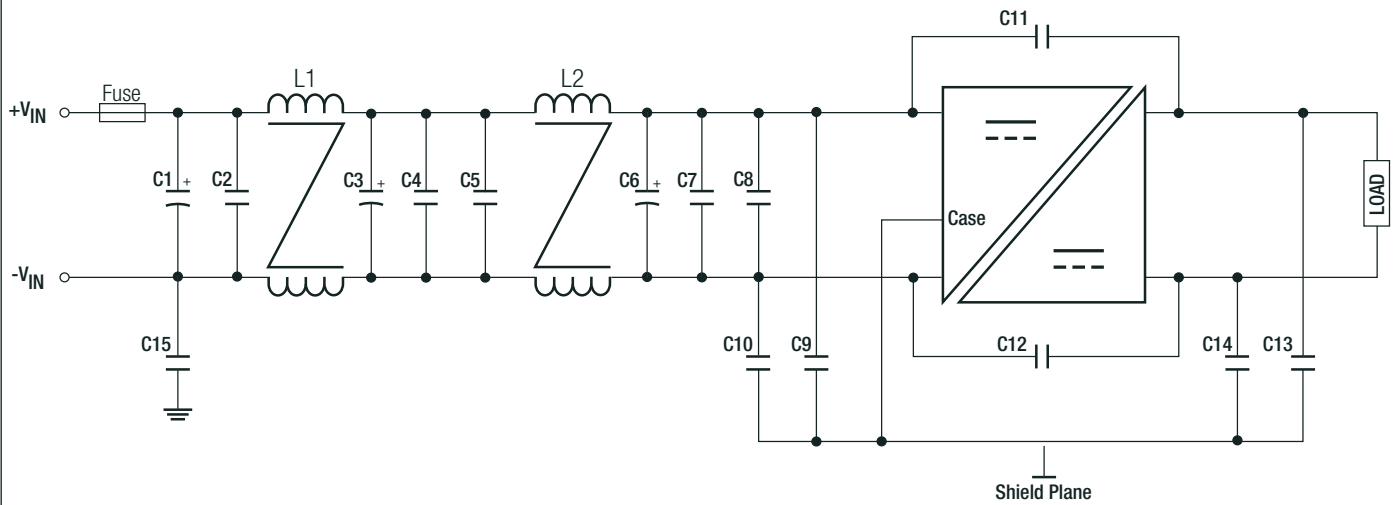 C11
L1
L2
Fuse
+VIN
C1 +
C2
C3 +
C4
C5
C6 +
C7
C8
Case
LOAD
-VIN
C15
C10
C9
C12
C14
C13
Shield Plane